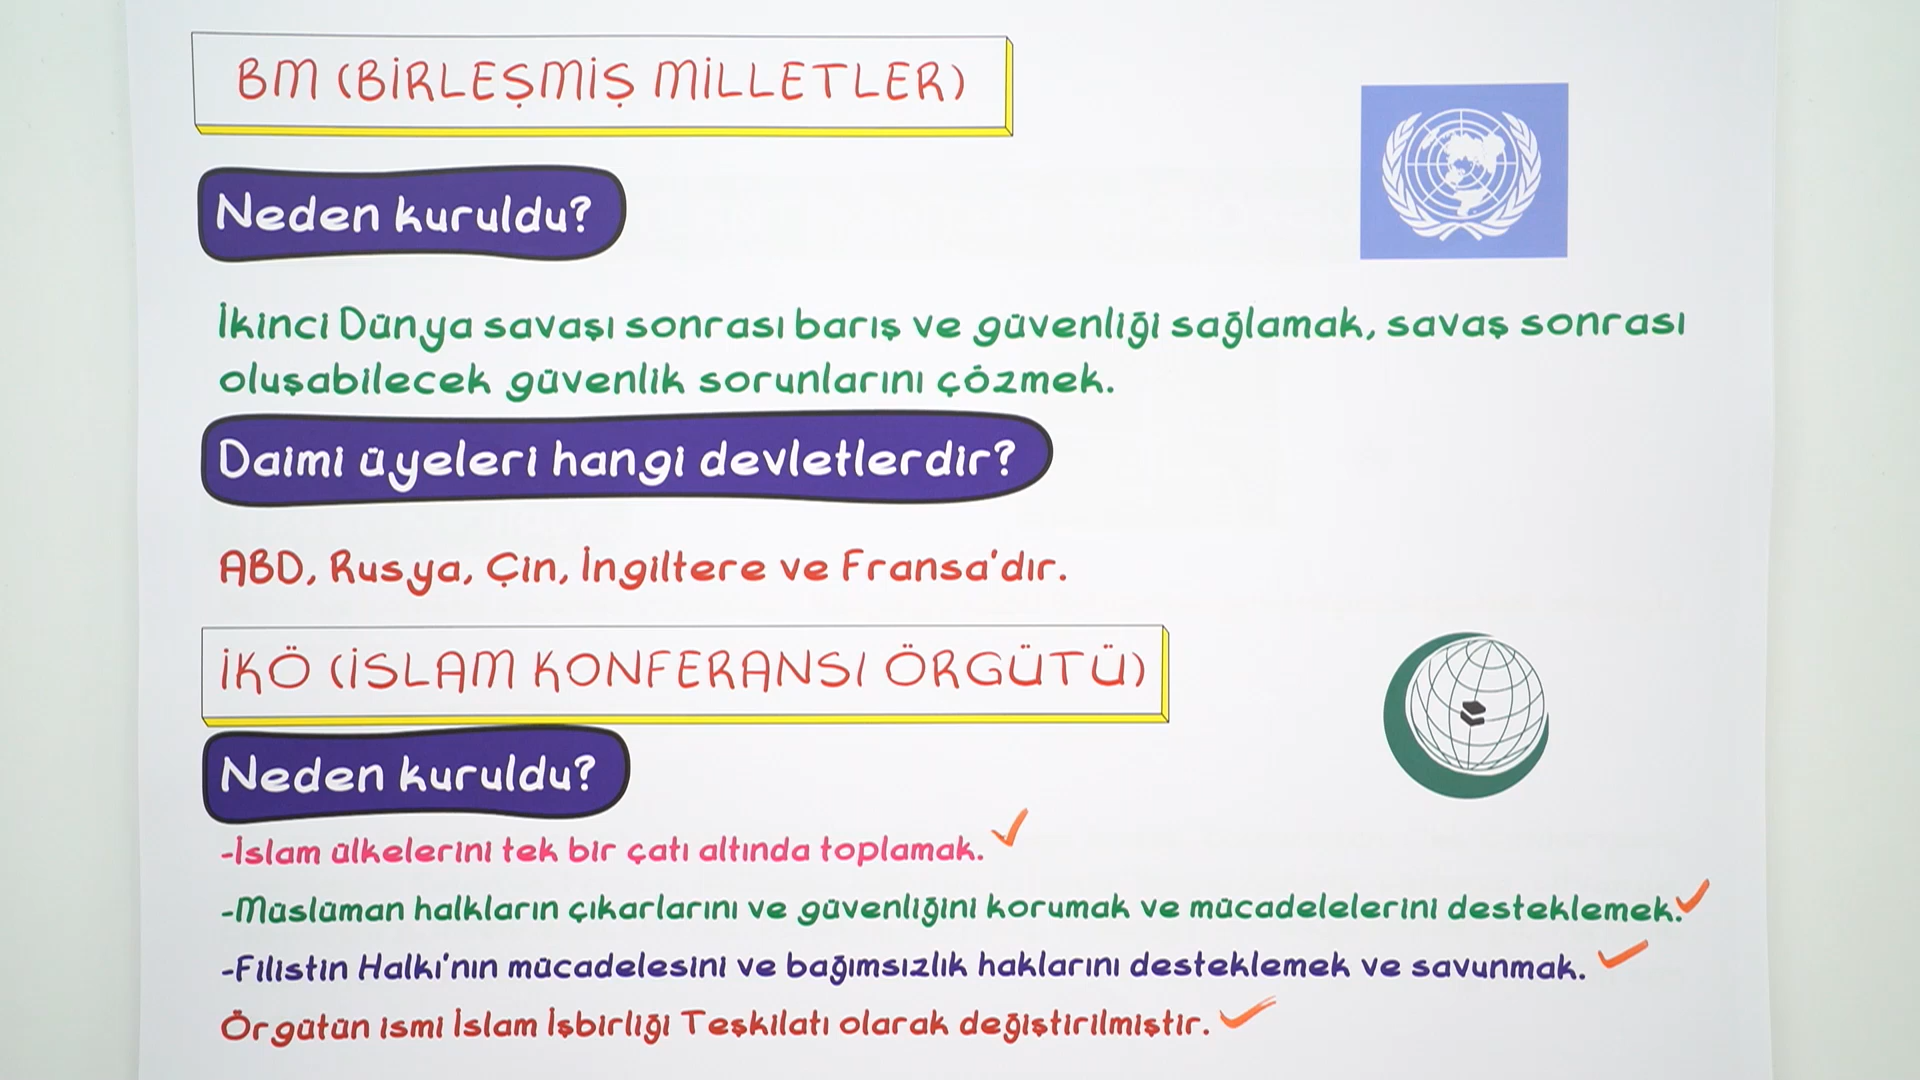 BM (BİRLEŞMİŞ MİLLETLER)
Neden kuruldu?
İkinci Dünya savaşı sonrası barış ve güvenliği sağlamak, savaş sonrası
oluşabilecek güvenlik sorunlarını çözmek.
Daimi üyeleri hangi devletlerdir?
ABD, Rusya, Çin, İngiltere ve Fransa'dır.
İKÖ (İSLAM KONFERANSI ÖRGÜTÜ)
Neden kuruldu?
-İslam ülkelerini tek bir çatı altında toplamak.
-Müslüman halkların çıkarlarını ve güvenliğini korumak ve mücadelelerini desteklemek.
-Filistin Halkı'nın mücadelesini ve bağımsızlık haklarını desteklemek ve savunmak.
Örgütün ismi İslam İşbirliği Teşkilatı olarak değiştirilmiştir.